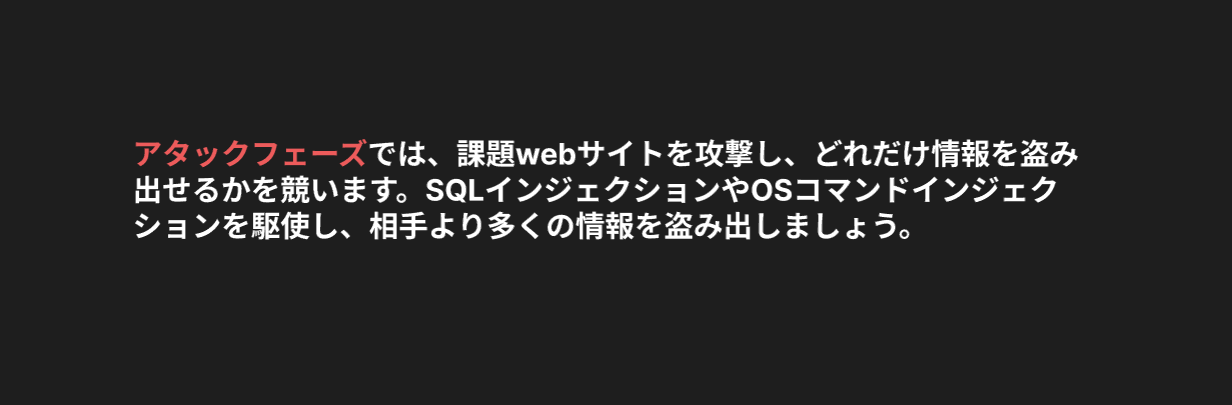 アタックフェーズでは、課題webサイトを攻撃し、どれだけ情報を盗み
出せるかを競います。SQLインジェクションやOSコマンドインジェク
ションを駆使し、相手より多くの情報を盗み出しましょう。